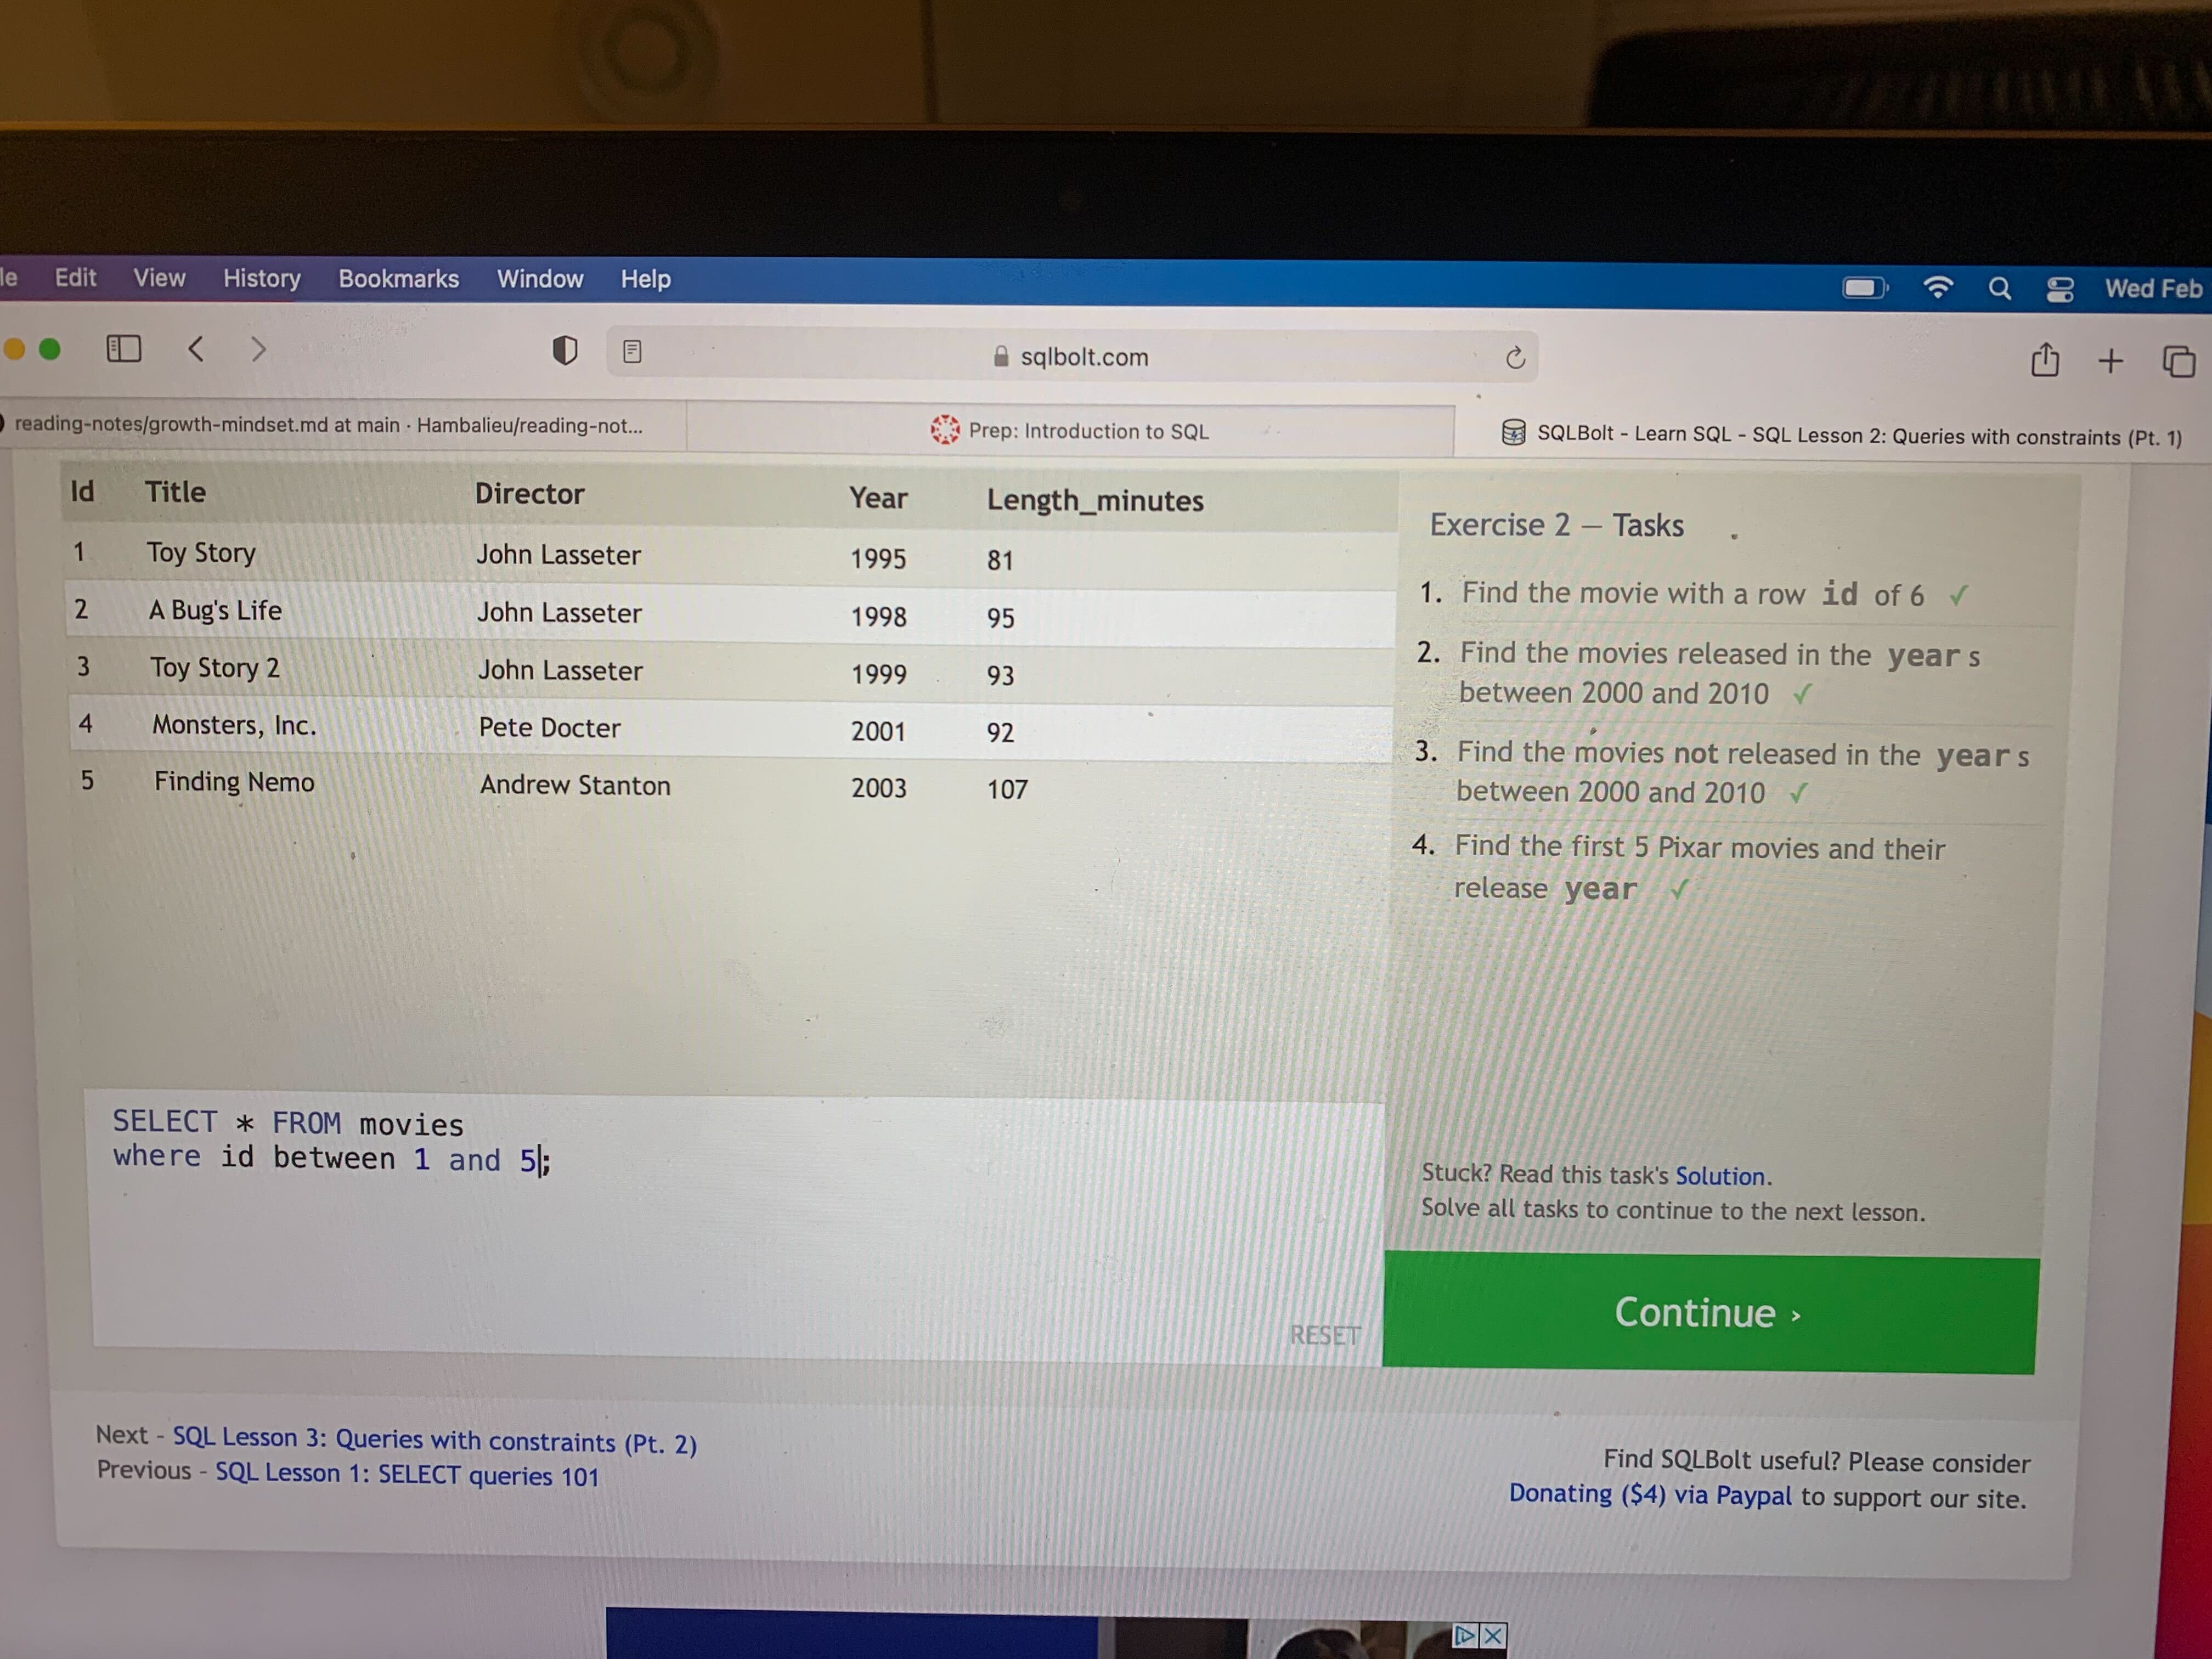 le Edit View History Bookmarks Window Help Wed Feb
sqlbolt.com
reading-notes/growth-mindset.md at main · Hambalieu/reading-not...
Prep: Introduction to SQL
SQLBolt - Learn SQL - SQL Lesson 2: Queries with constraints (Pt. 1)
Id Title Director Year Length_minutes
1 Toy Story John Lasseter 1995 81
2 A Bug's Life John Lasseter 1998 95
3 Toy Story 2 John Lasseter 1999 93
4 Monsters, Inc. Pete Docter 2001 92
5 Finding Nemo Andrew Stanton 2003 107
SELECT * FROM movies
where id between 1 and 5;
RESET
Exercise 2 — Tasks
1. Find the movie with a row id of 6 ✓
2. Find the movies released in the year s
between 2000 and 2010 ✓
3. Find the movies not released in the year s
between 2000 and 2010 ✓
4. Find the first 5 Pixar movies and their
release year ✓
Stuck? Read this task's Solution.
Solve all tasks to continue to the next lesson.
Continue ›
Next - SQL Lesson 3: Queries with constraints (Pt. 2)
Previous - SQL Lesson 1: SELECT queries 101
Find SQLBolt useful? Please consider
Donating ($4) via Paypal to support our site.